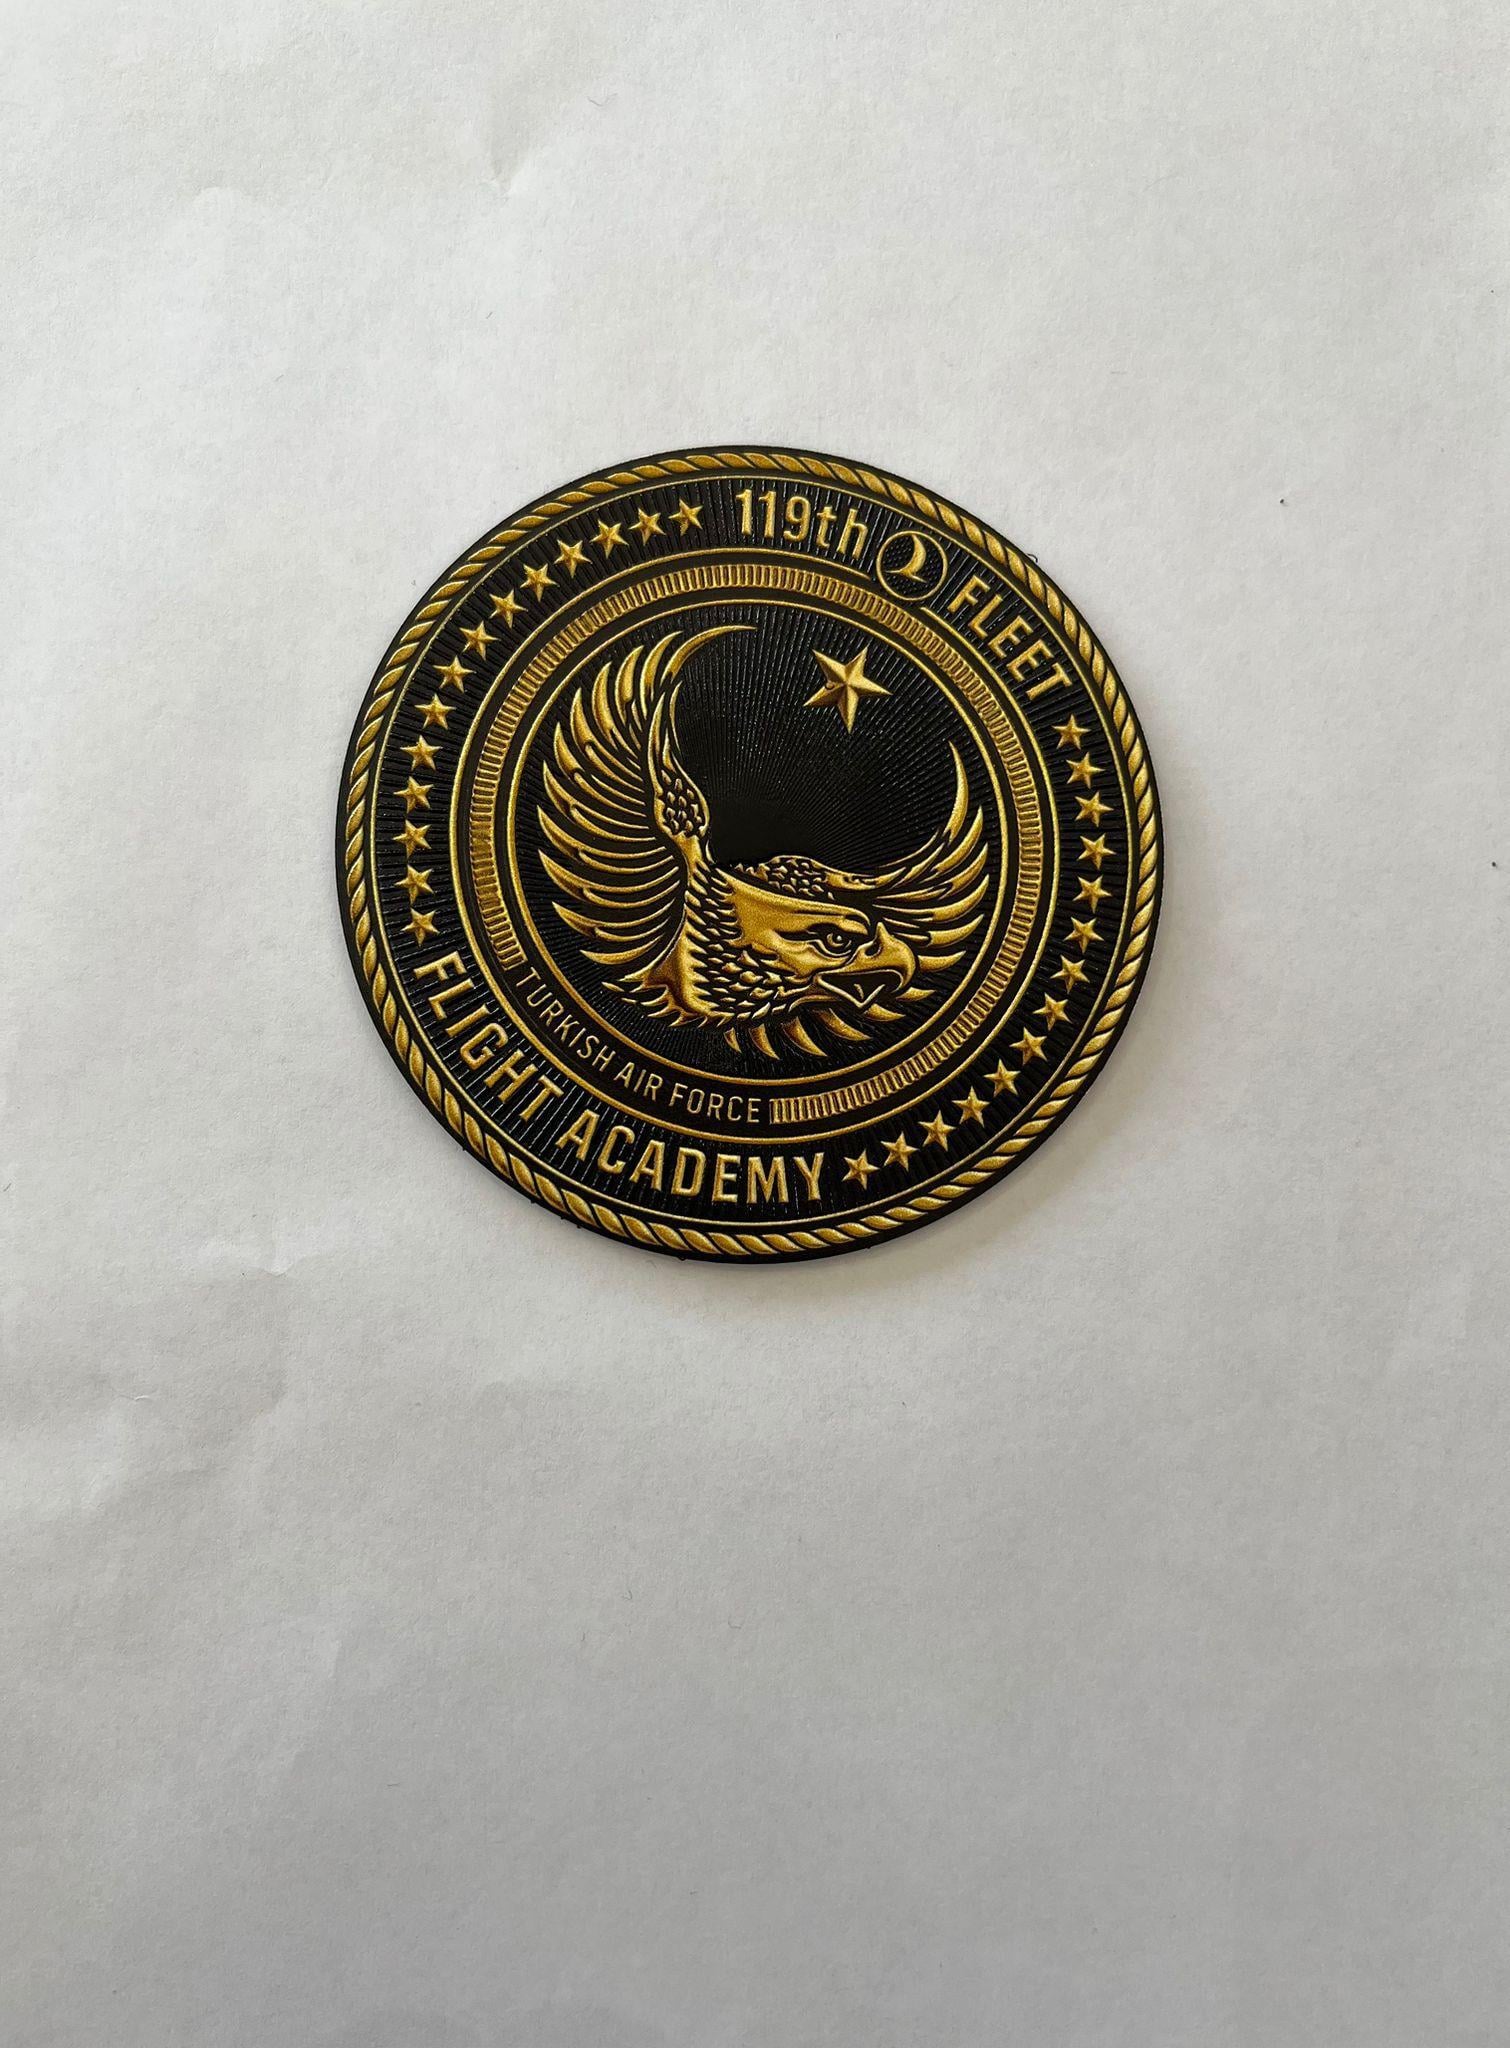 119th FLEET
TURKISH AIR FORCE
FLIGHT ACADEMY